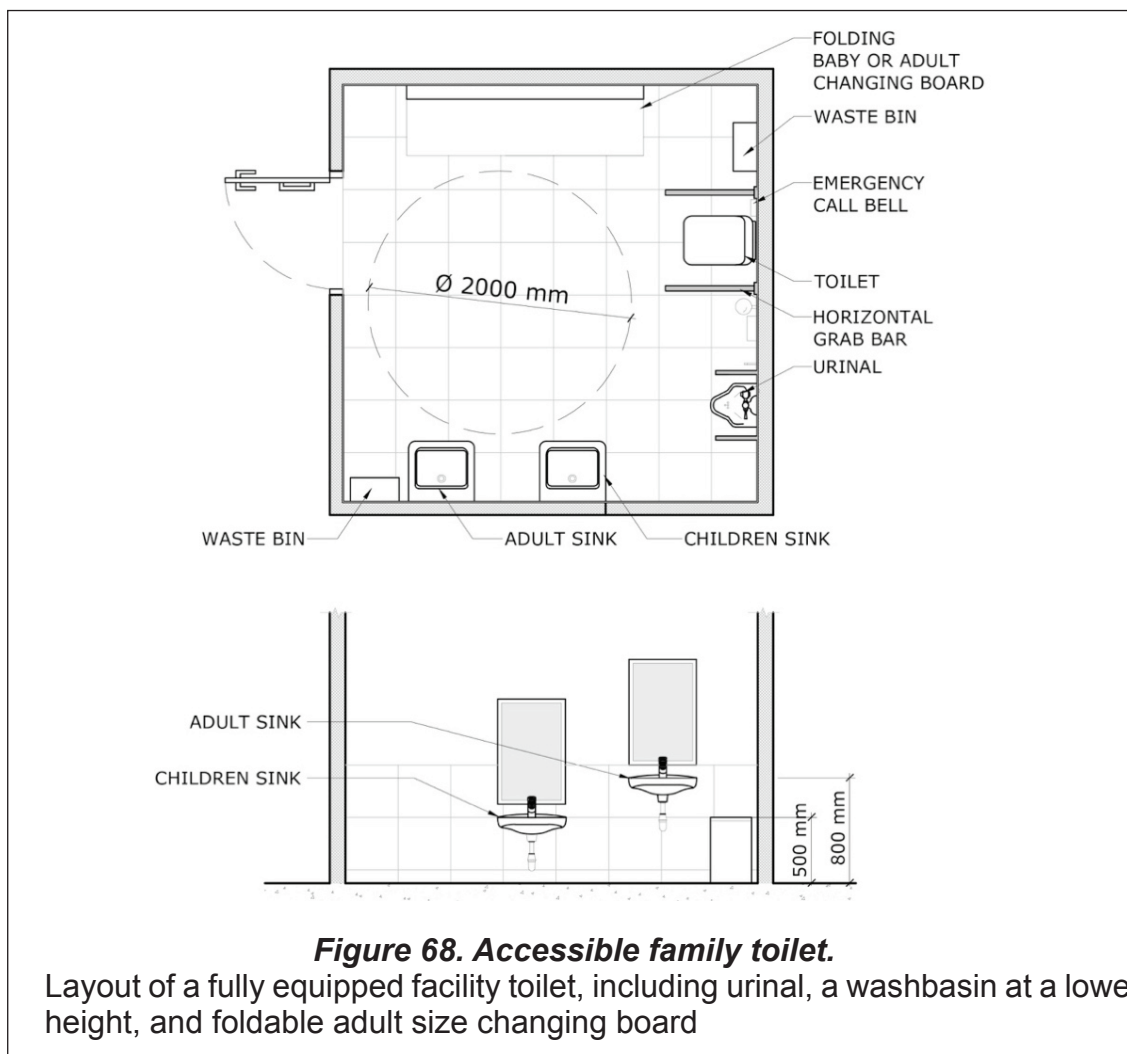 FOLDING
BABY OR ADULT
CHANGING BOARD
WASTE BIN
EMERGENCY
CALL BELL
Ø 2000 mm
TOILET
HORIZONTAL
GRAB BAR
URINAL
WASTE BIN
ADULT SINK
CHILDREN SINK
ADULT SINK
CHILDREN SINK
500 mm
800 mm
Figure 68. Accessible family toilet.
Layout of a fully equipped facility toilet, including urinal, a washbasin at a lowe
height, and foldable adult size changing board